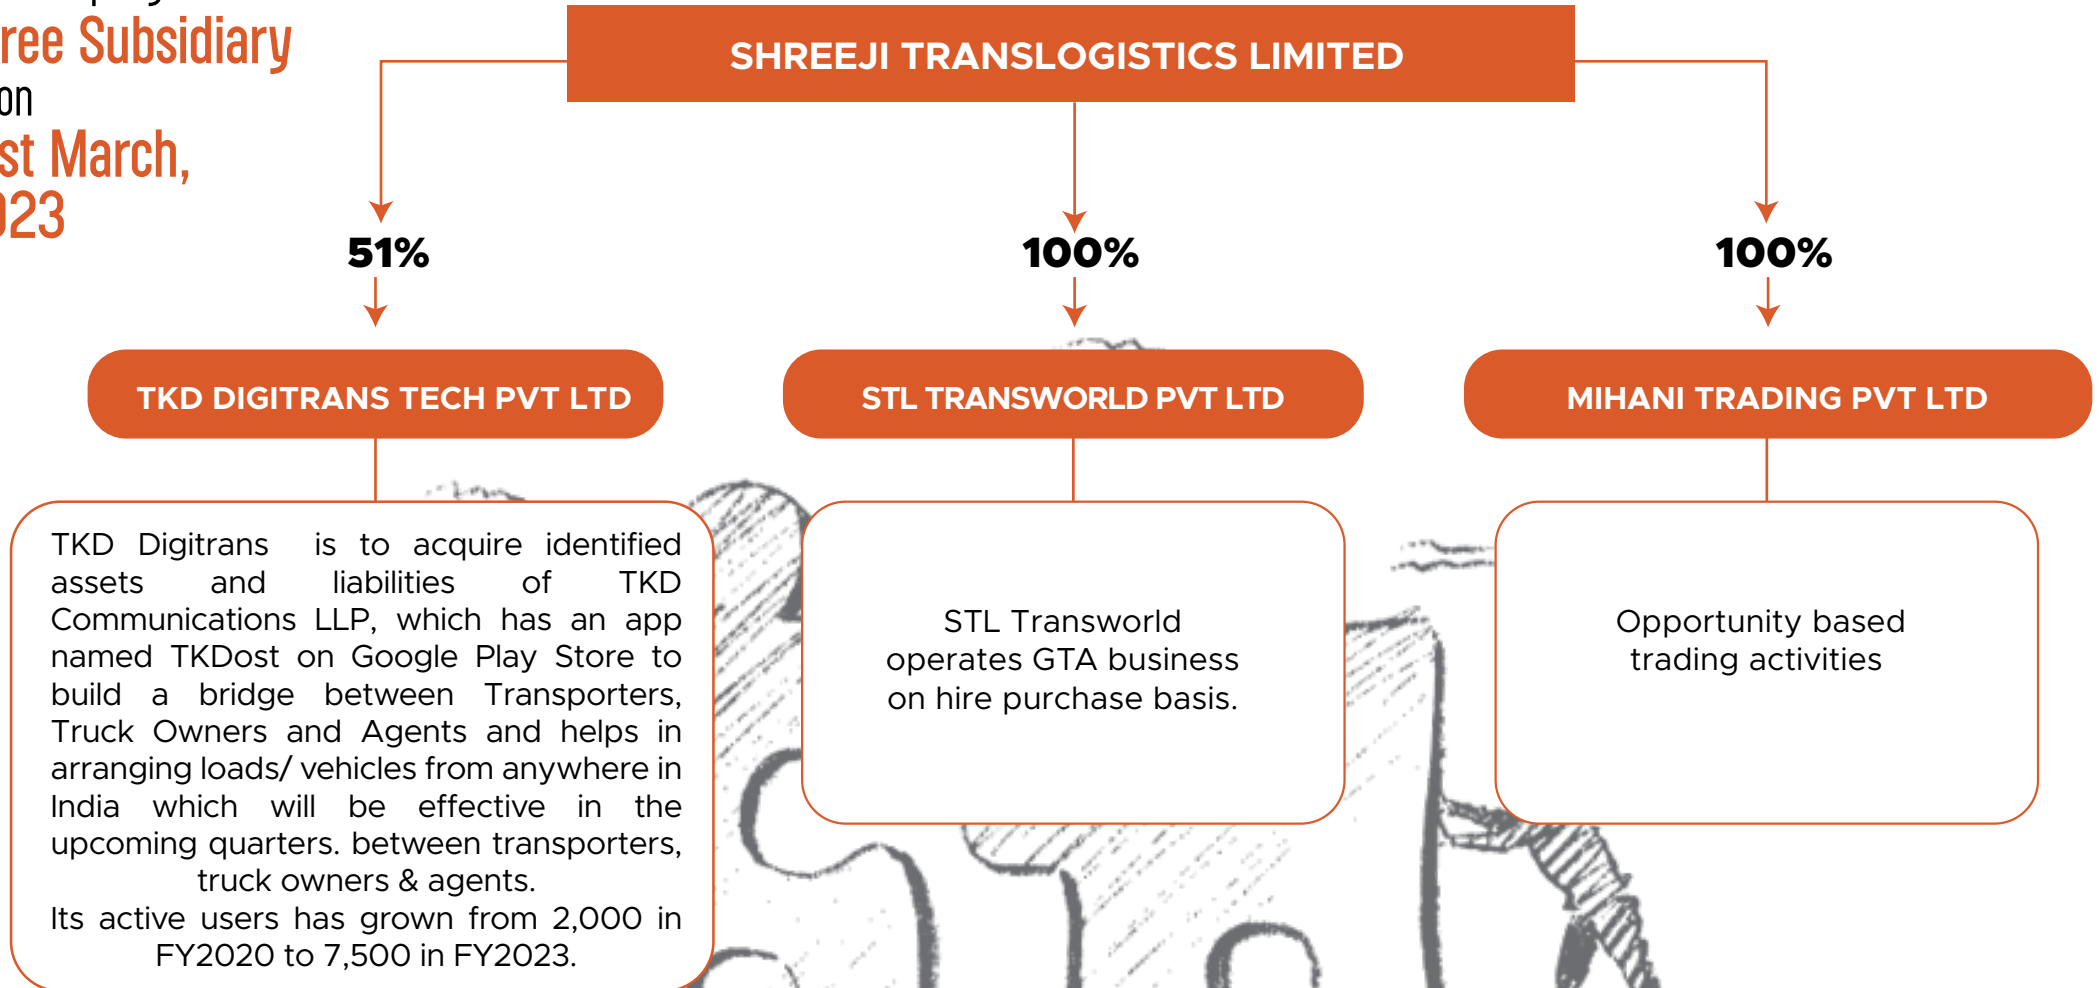 Subsidiary
on
March,
SHREEJI TRANSLOGISTICS LIMITED
51%
100%
100%
TKD DIGITRANS TECH PVT LTD
STL TRANSWORLD PVT LTD
MIHANI TRADING PVT LTD
TKD Digitrans is to acquire identified
assets and liabilities of TKD
Communications LLP, which has an app
named TKDost on Google Play Store to
build a bridge between Transporters,
Truck Owners and Agents and helps in
arranging loads/ vehicles from anywhere in
India which will be effective in the
upcoming quarters. between transporters,
truck owners & agents.
Its active users has grown from 2,000 in
FY2020 to 7,500 in FY2023.
STL Transworld
operates GTA business
on hire purchase basis.
Opportunity based
trading activities